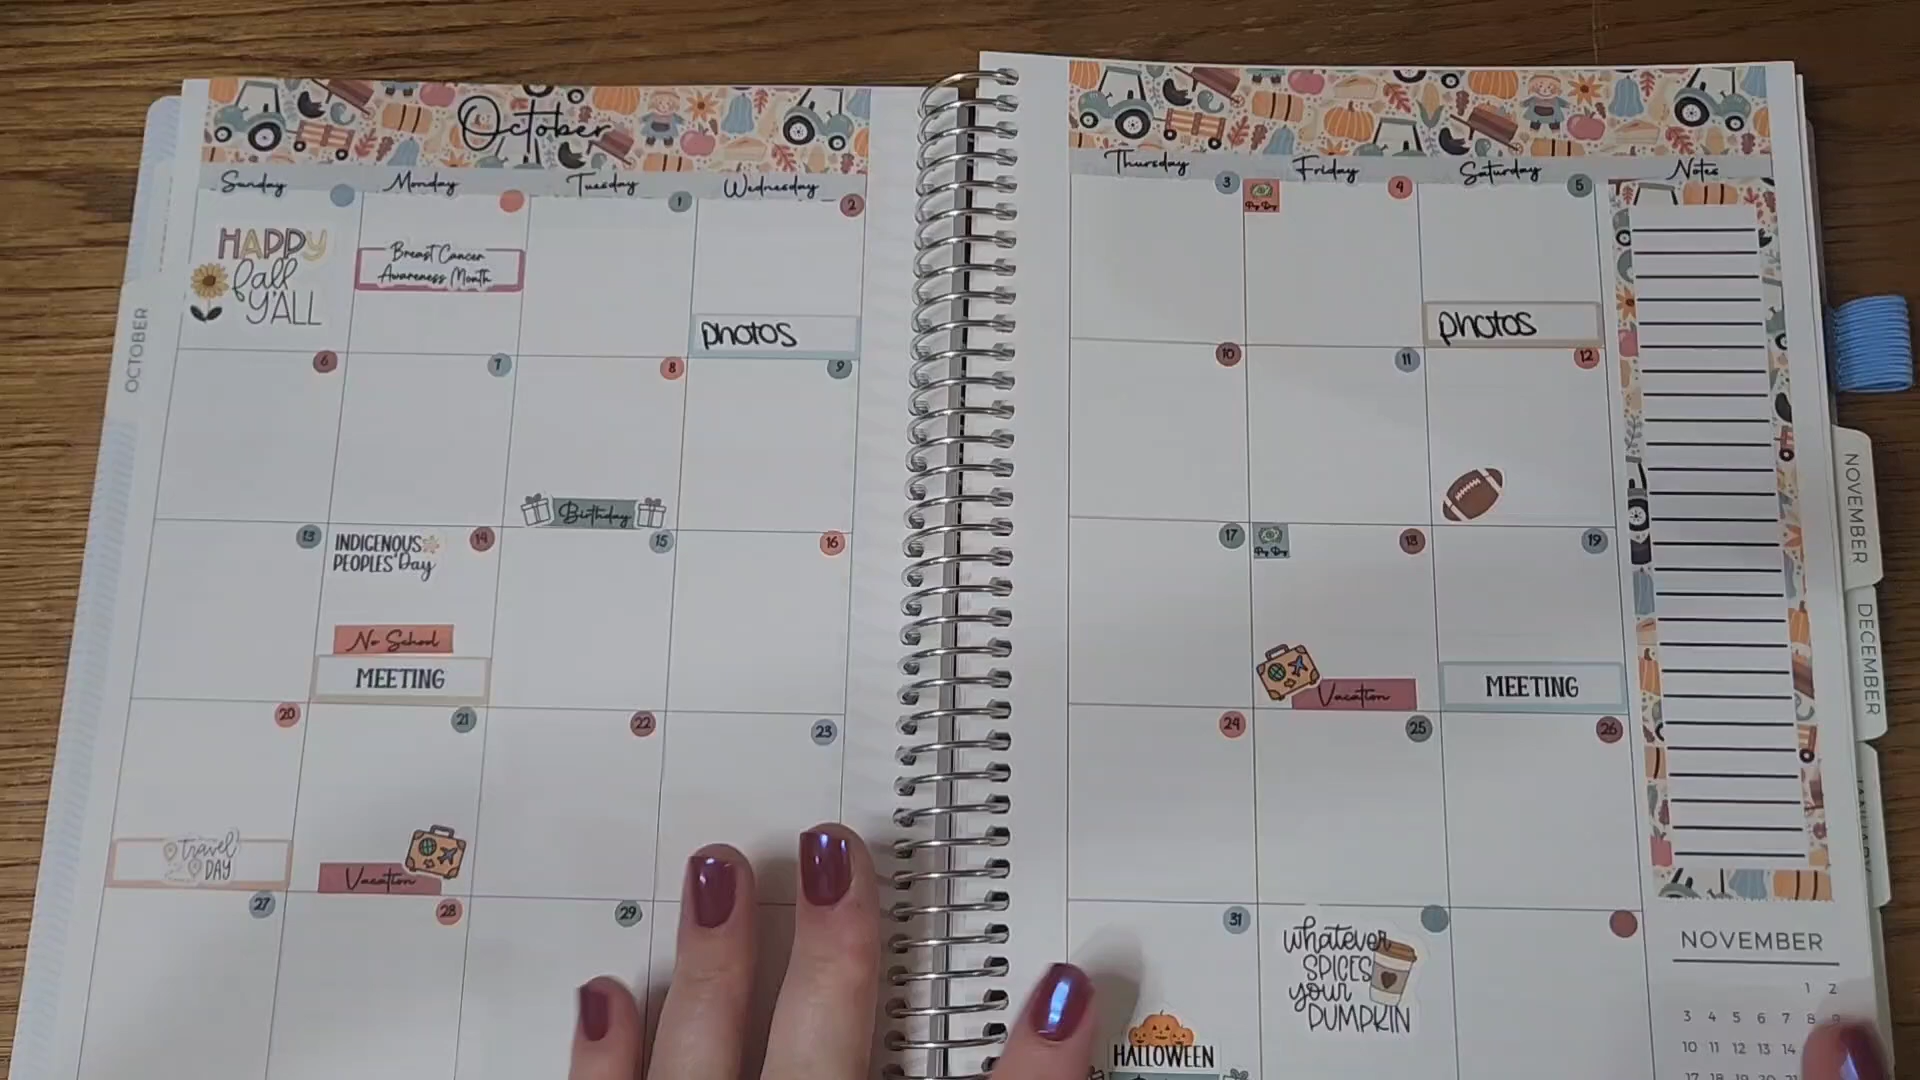 October
Sunday
Monday
Tuesday
Wednesday
Thursday
Friday
Saturday
Notes
OCTOBER
HAPPY
fall
Y'ALL
Breast Cancer
Awareness Month
1
2
photos
3
Pay Day
4
5
photos
6
7
8
Birthday
9
10
11
12
13
INDIGENOUS
PEOPLES' Day
14
No School
MEETING
15
16
17
Pay Day
18
Vacation
19
MEETING
20
travel
DAY
21
Vacation
22
23
24
25
26
27
28
29
31
HALLOWEEN
whatever
SPICES
your
PUMPKIN
NOVEMBER
1 2
3 4 5 6 7 8 9
10 11 12 13 14
NOVEMBER
DECEMBER